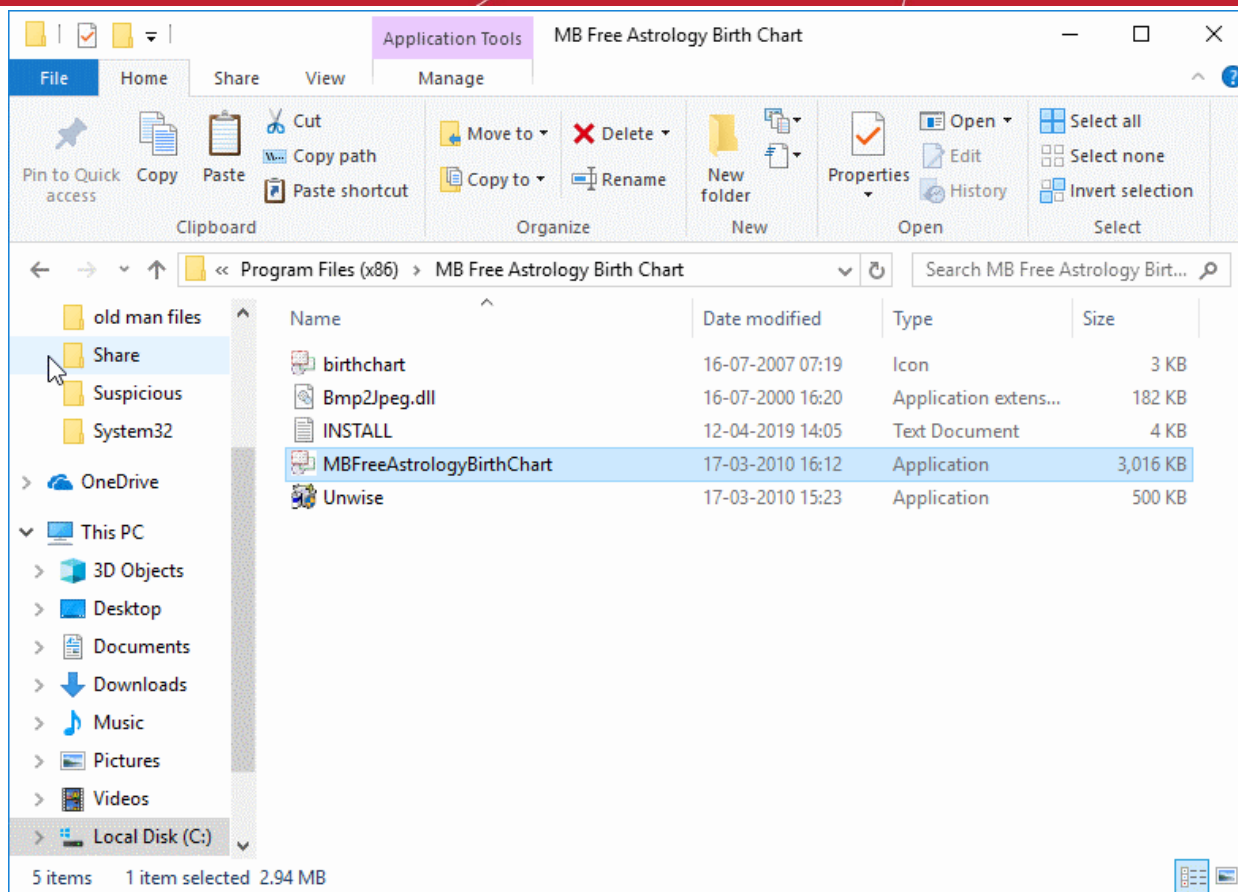 Application Tools MB Free Astrology Birth Chart
File Home Share View Manage
Pin to Quick access
Copy
Paste
Cut
Copy path
Paste shortcut
Clipboard
Move to
Copy to
Delete
Rename
Organize
New folder
New
Properties
Open
Edit
History
Open
Select all
Select none
Invert selection
Select
« Program Files (x86) › MB Free Astrology Birth Chart
Search MB Free Astrology Birt...
old man files
Share
Suspicious
System32
OneDrive
This PC
3D Objects
Desktop
Documents
Downloads
Music
Pictures
Videos
Local Disk (C:)
Name Date modified Type Size
birthchart 16-07-2007 07:19 Icon 3 KB
Bmp2Jpeg.dll 16-07-2000 16:20 Application extens... 182 KB
INSTALL 12-04-2019 14:05 Text Document 4 KB
MBFreeAstrologyBirthChart 17-03-2010 16:12 Application 3,016 KB
Unwise 17-03-2010 15:23 Application 500 KB
5 items 1 item selected 2.94 MB